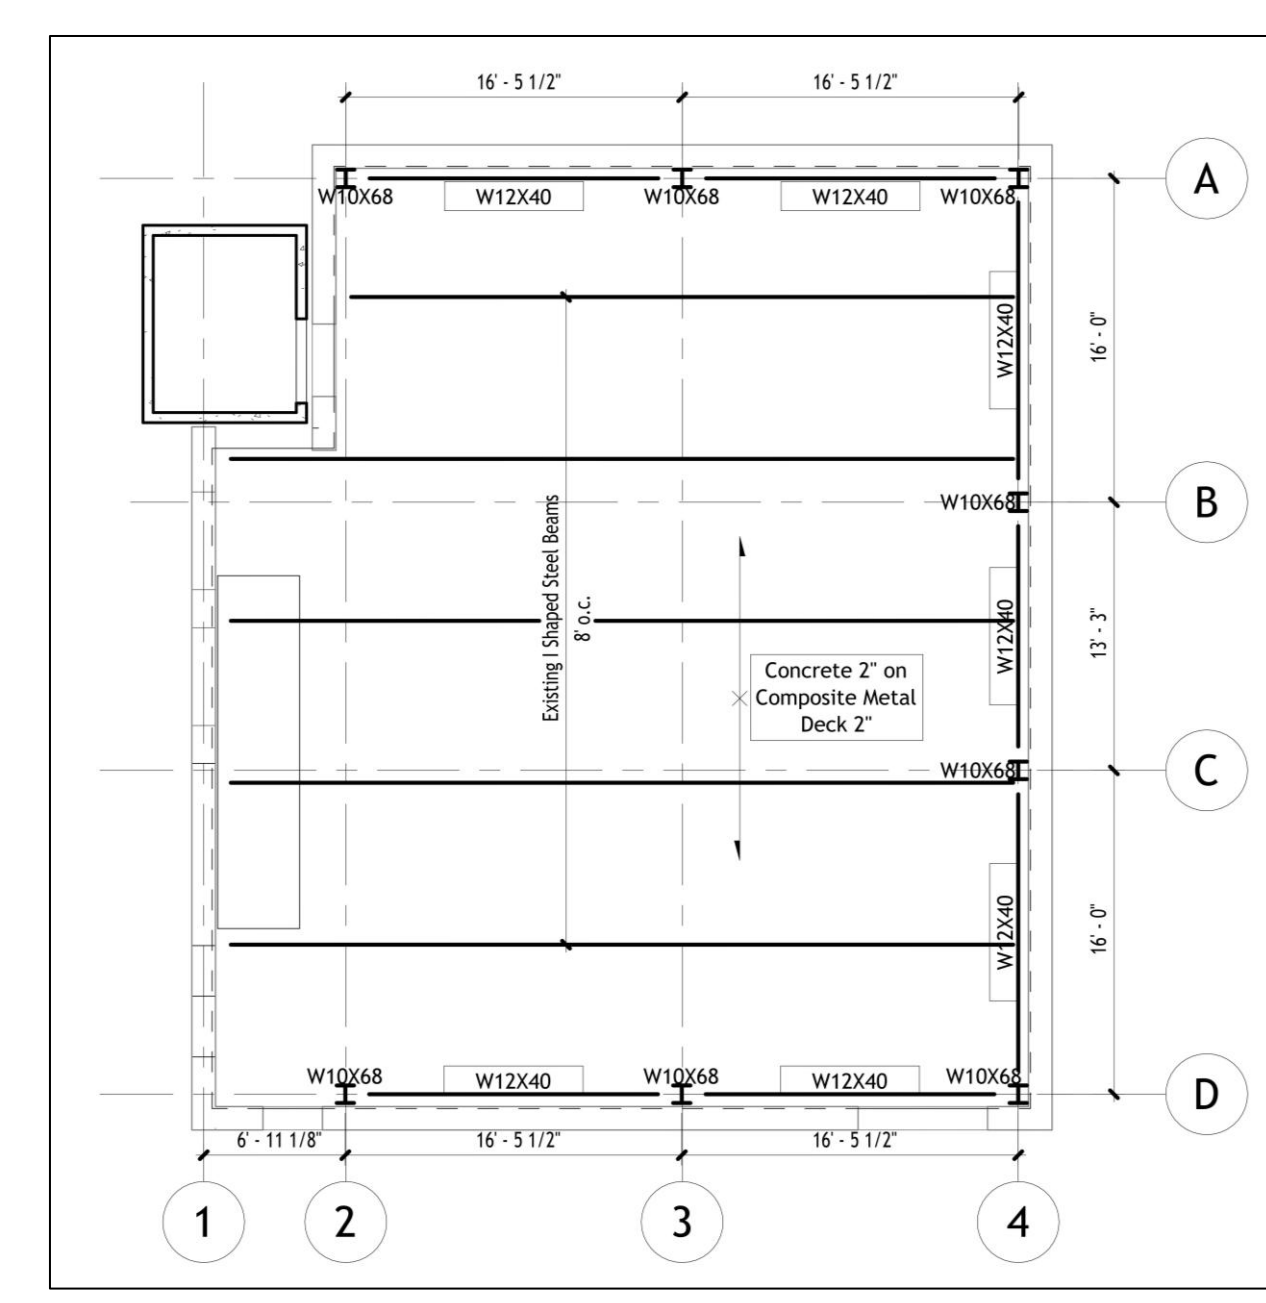 16' - 5 1/2" 16' - 5 1/2"
A
W10X68 W12X40 W10X68 W12X40 W10X68
W12X40
16' - 0"
W10X68
B
Existing I Shaped Steel Beams
8' o.c.
W12X40
13' - 3"
Concrete 2" on
Composite Metal
Deck 2"
W10X68
C
W12X40
16' - 0"
W10X68 W12X40 W10X68 W12X40 W10X68
D
6' - 11 1/8" 16' - 5 1/2" 16' - 5 1/2"
1 2 3 4